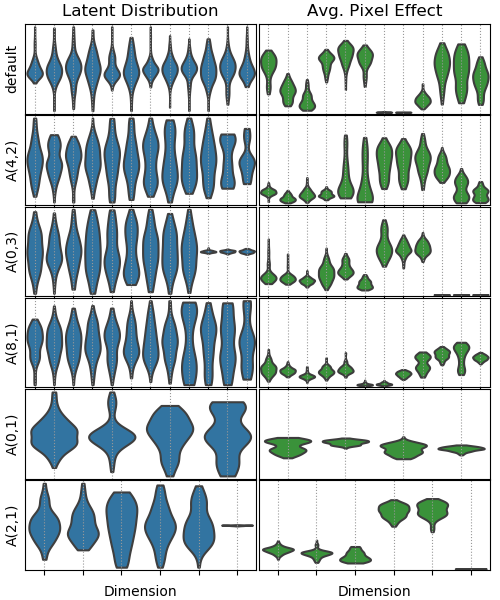 Latent Distribution
Avg. Pixel Effect
default
A(4,2)
A(0,3)
A(8,1)
A(0,1)
A(2,1)
Dimension
Dimension